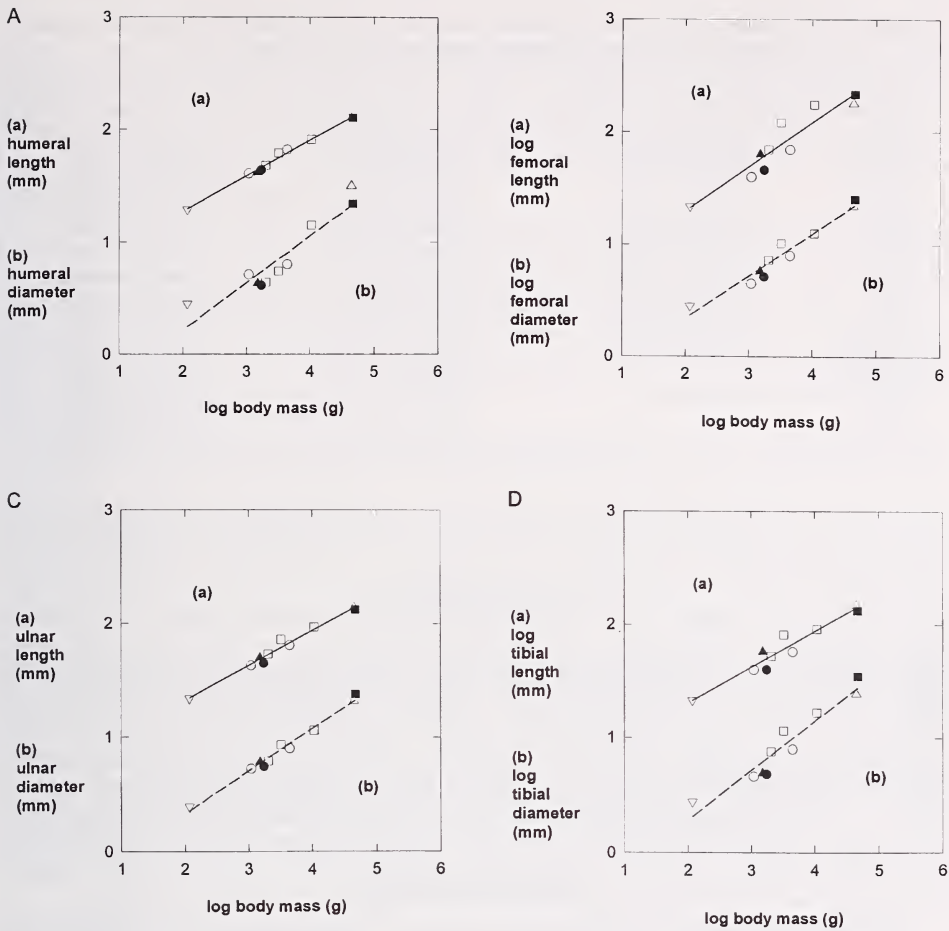 A
3
2
1
0
(a)
humeral
length
(mm)
(b)
humeral
diameter
(mm)
(a)
(b)
1 2 3 4 5 6
log body mass (g)
3
2
1
0
(a)
log
femoral
length
(mm)
(b)
log
femoral
diameter
(mm)
(a)
(b)
1 2 3 4 5 6
log body mass (g)
C
3
2
1
0
(a)
ulnar
length
(mm)
(b)
ulnar
diameter
(mm)
(a)
(b)
1 2 3 4 5 6
log body mass (g)
D
3
2
1
0
(a)
log
tibial
length
(mm)
(b)
log
tibial
diameter
(mm)
(a)
(b)
1 2 3 4 5 6
log body mass (g)